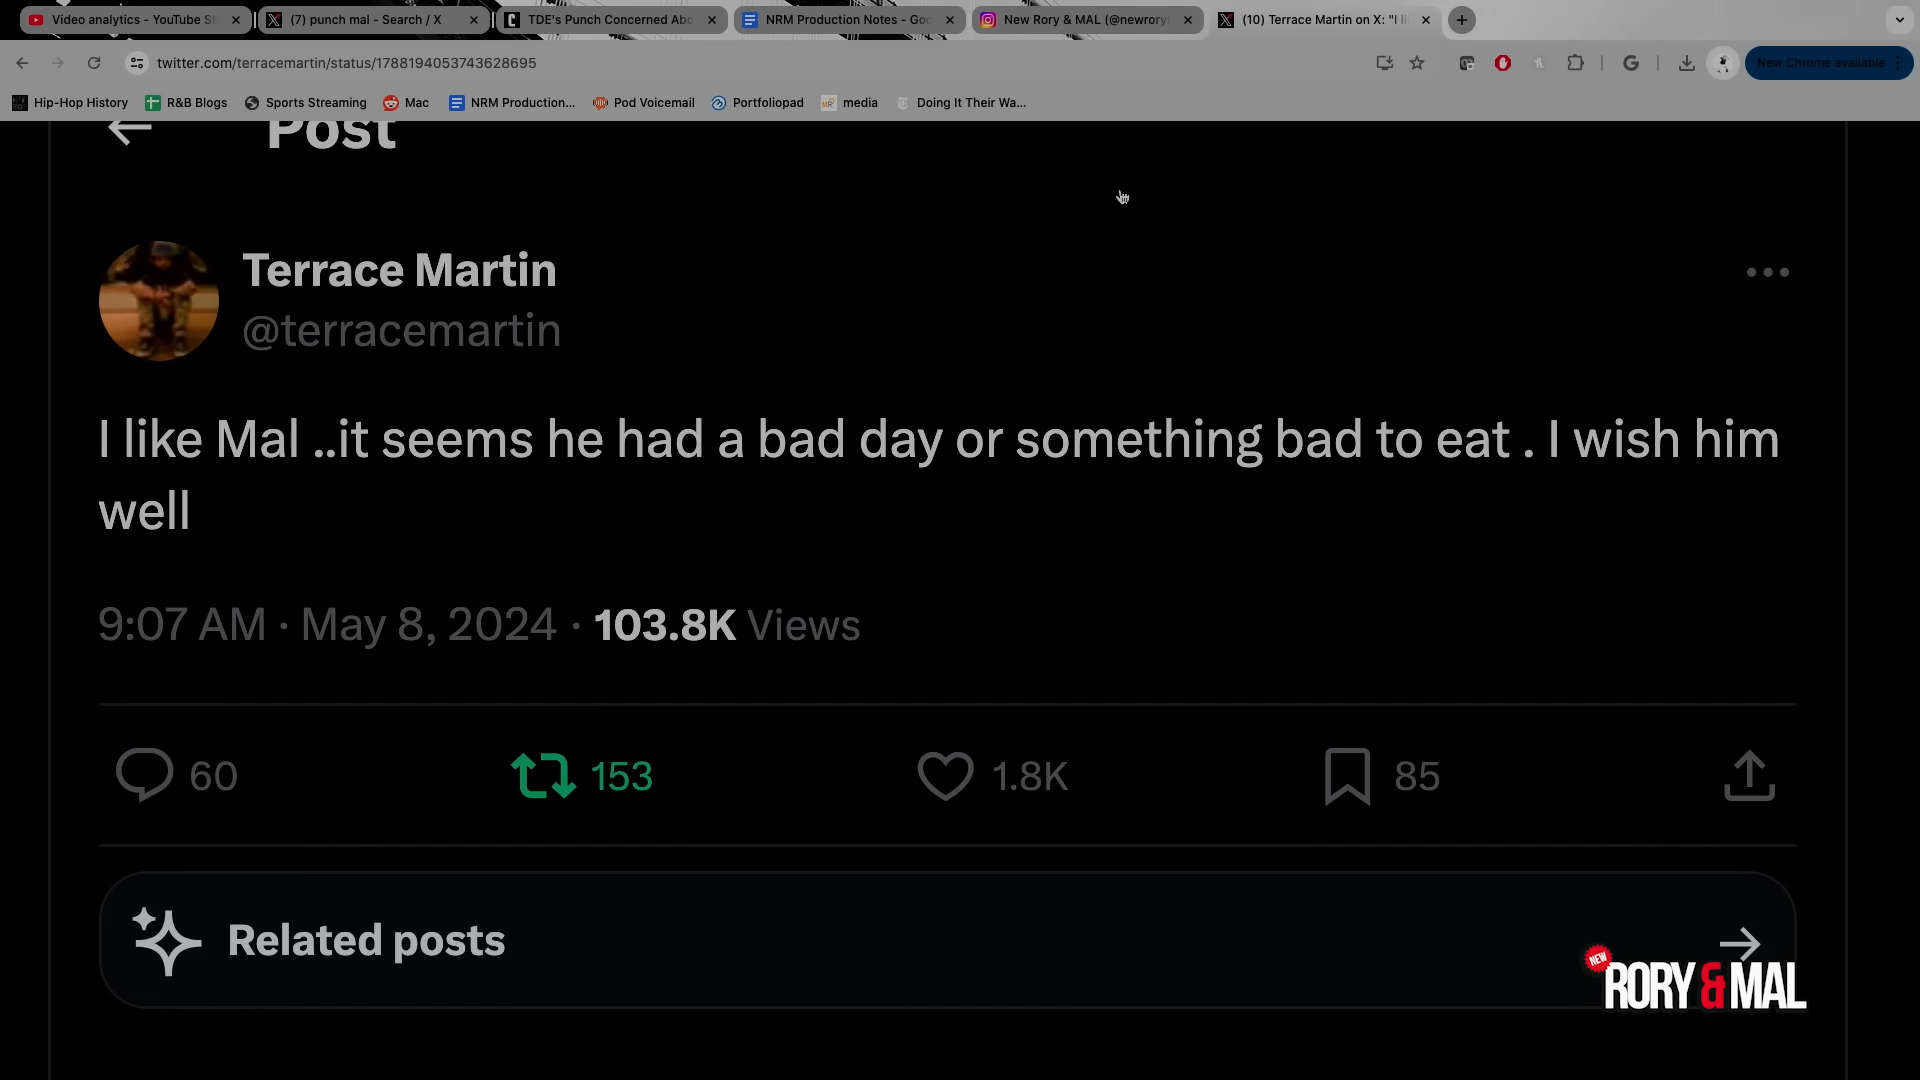 Video analytics - YouTube St
(7) punch mal - Search / X
TDE's Punch Concerned Abo
NRM Production Notes - Goo
New Rory & MAL (@newrory
(10) Terrace Martin on X: "I li
twitter.com/terracemartin/status/1788194053743628695
New Chrome available
Hip-Hop History
R&B Blogs
Sports Streaming
Mac
NRM Production...
Pod Voicemail
Portfoliopad
media
Doing It Their Wa...
Post
Terrace Martin
@terracemartin
I like Mal ..it seems he had a bad day or something bad to eat . I wish him
well
9:07 AM · May 8, 2024 · 103.8K Views
60
153
1.8K
85
Related posts
NEW
RORY & MAL